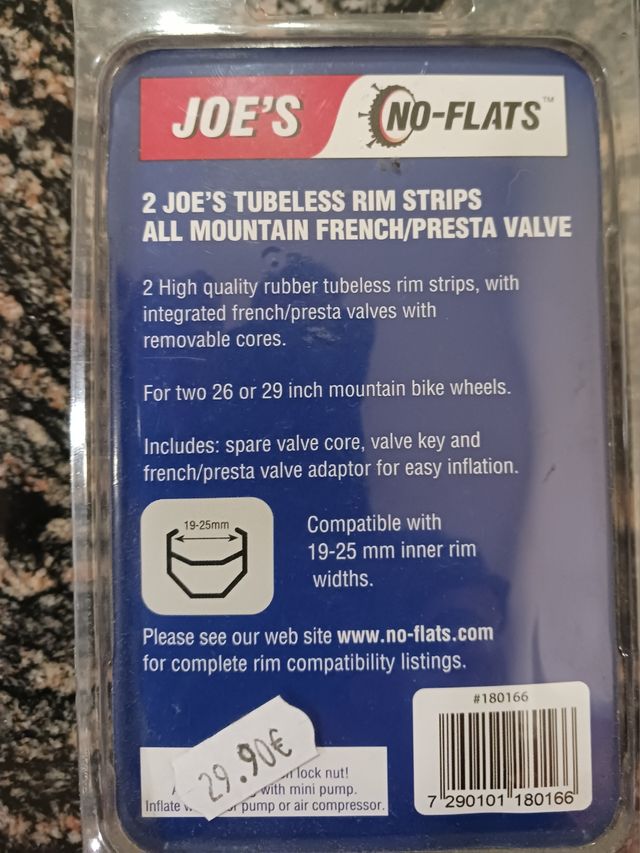 JOE'S NO-FLATS™
2 JOE'S TUBELESS RIM STRIPS
ALL MOUNTAIN FRENCH/PRESTA VALVE
2 High quality rubber tubeless rim strips, with
integrated french/presta valves with
removable cores.
For two 26 or 29 inch mountain bike wheels.
Includes: spare valve core, valve key and
french/presta valve adaptor for easy inflation.
19-25mm
Compatible with
19-25 mm inner rim
widths.
Please see our web site www.no-flats.com
for complete rim compatibility listings.
29.90€
lock nut!
with mini pump.
Inflate pump or air compressor.
#180166
7 290101 180166